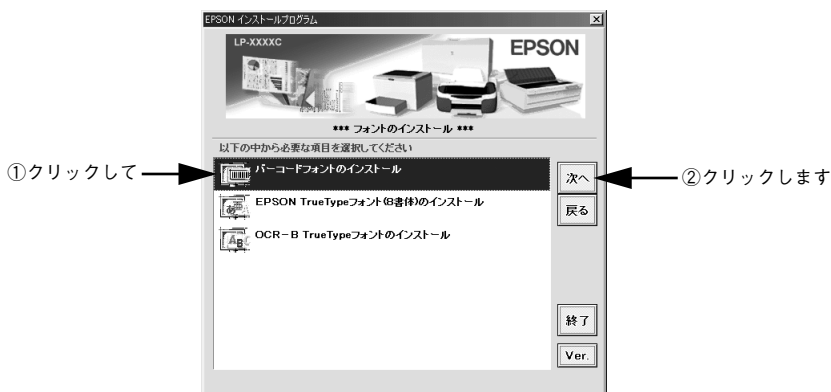 EPSON インストールプログラム
LP-XXXXC
EPSON
*** フォントのインストール ***
以下の中から必要な項目を選択してください
①クリックして
バーコードフォントのインストール
次へ
②クリックします
EPSON TrueTypeフォント(8書体)のインストール
戻る
OCR-B TrueTypeフォントのインストール
終了
Ver.